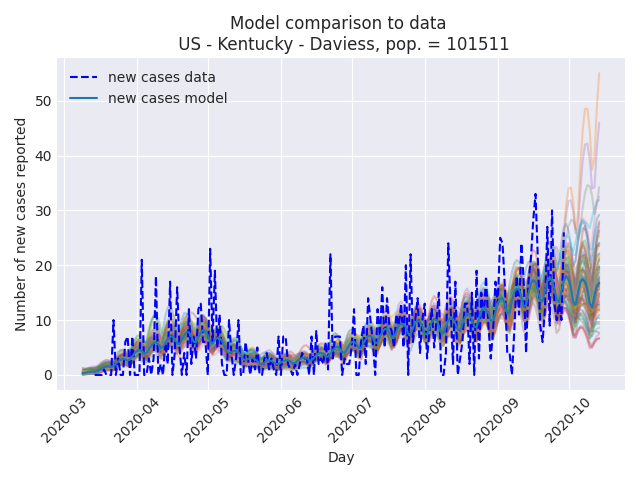 Model comparison to data
US - Kentucky - Daviess, pop. = 101511
new cases data
new cases model
Number of new cases reported
50
40
30
20
10
0
2020-03
2020-04
2020-05
2020-06
2020-07
2020-08
2020-09
2020-10
Day